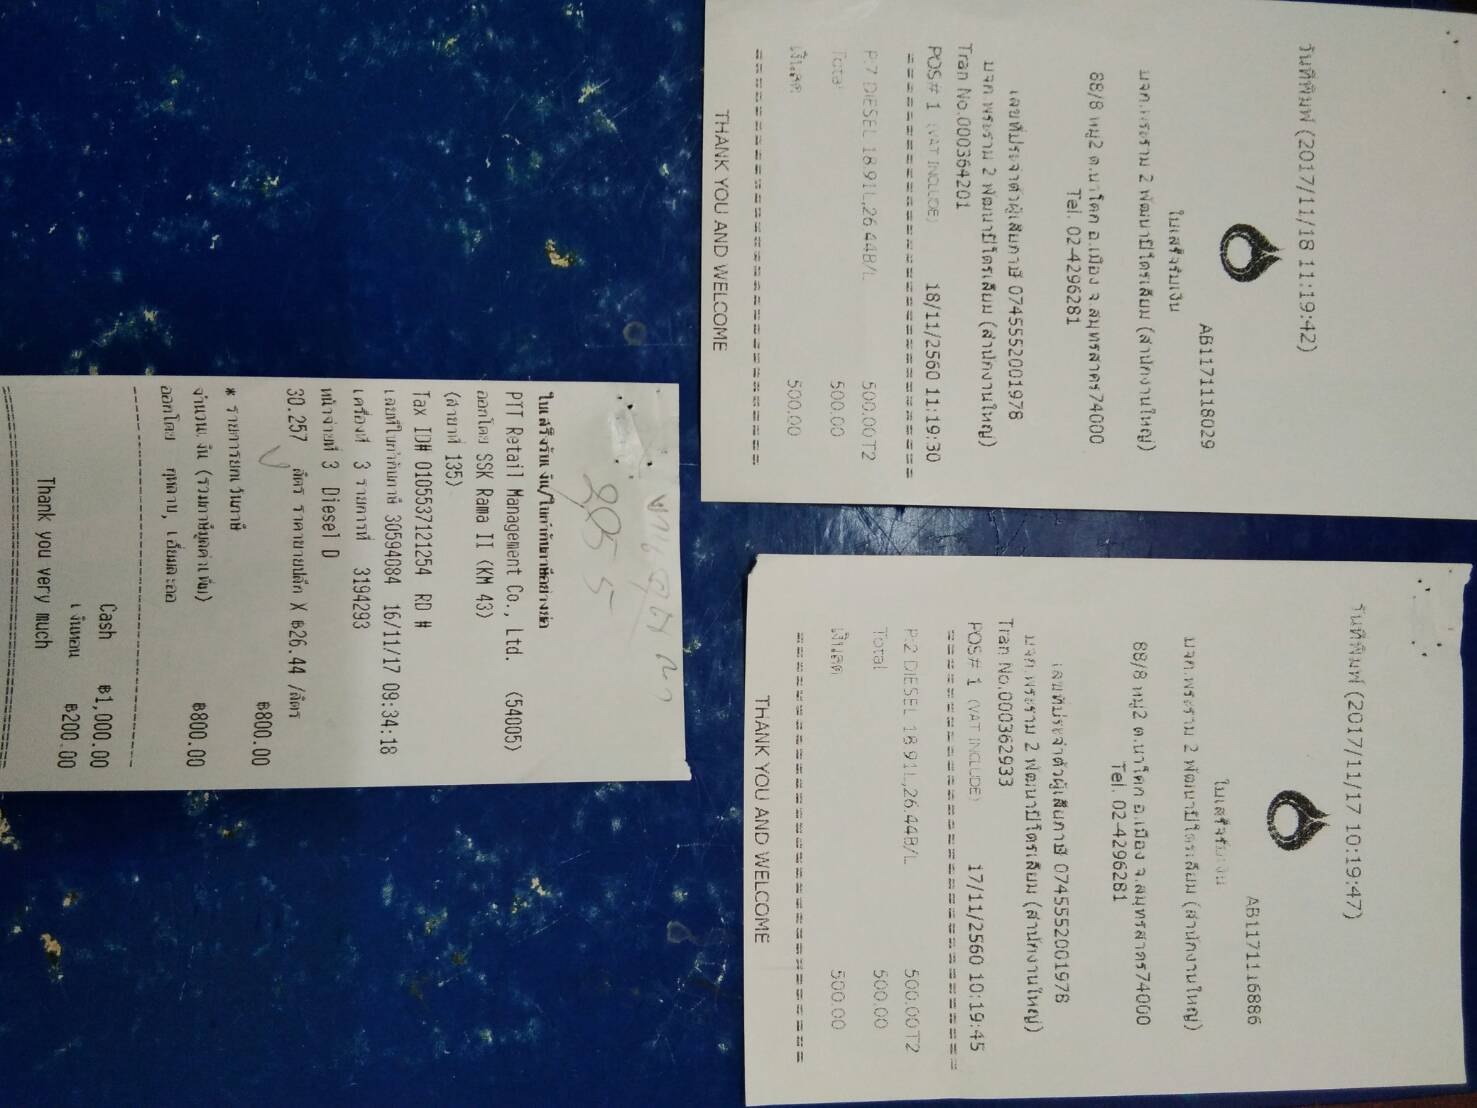 วันที่พิมพ์ (2017/11/18 11:19:42)
AB11711118029
ใบเสร็จรับเงิน
บจก.พระราม 2 พัฒนาปิโตรเลียม (สำนักงานใหญ่)
88/8 หมู่2 ต.นาโคก อ.เมือง จ.สมุทรสาคร74000
Tel. 02-4296281
เลขที่ประจำตัวผู้เสียภาษี 0745552001978
บจก พระราม 2 พัฒนาปิโตรเลียม (สำนักงานใหญ่)
Tran No.000364201
POS# 1 (VAT INCLUDE) 18/11/2560 11:19:30
==============================
P:7 DIESEL 18.91L,26.44B/L 500.00T2
Total 500.00
เงินสด 500.00
==============================
THANK YOU AND WELCOME
วันที่พิมพ์ (2017/11/17 10:19:47)
AB11711116886
ใบเสร็จรับเงิน
บจก.พระราม 2 พัฒนาปิโตรเลียม (สำนักงานใหญ่)
88/8 หมู่2 ต.นาโคก อ.เมือง จ.สมุทรสาคร74000
Tel. 02-4296281
เลขที่ประจำตัวผู้เสียภาษี 0745552001978
บจก พระราม 2 พัฒนาปิโตรเลียม (สำนักงานใหญ่)
Tran No.000362933
POS# 1 (VAT INCLUDE) 17/11/2560 10:19:45
==============================
P:2 DIESEL 18.91L,26.44B/L 500.00T2
Total 500.00
เงินสด 500.00
==============================
THANK YOU AND WELCOME
ใบเสร็จรับเงิน/ใบกำกับภาษีอย่างย่อ
PTT Retail Management Co., Ltd. (54005)
ออกโดย SSK Rama II (KM 43)
(สาขาที่ 135)
Tax ID# 0105537121254 RD #
เลขที่ใบกำกับภาษี 30594084 16/11/17 09:34:18
เครื่องที่ 3 รายการที่ 3194293
หน้าจ่ายที่ 3 Diesel D
30.257 ลิตร ราคาขายปลีก X ฿26.44 /ลิตร
฿800.00
* รายการยกเว้นภาษี
จำนวนเงิน (รวมภาษีมูลค่าเพิ่ม) ฿800.00
ออกโดย
Cash ฿1,000.00
เงินทอน ฿200.00
Thank you very much